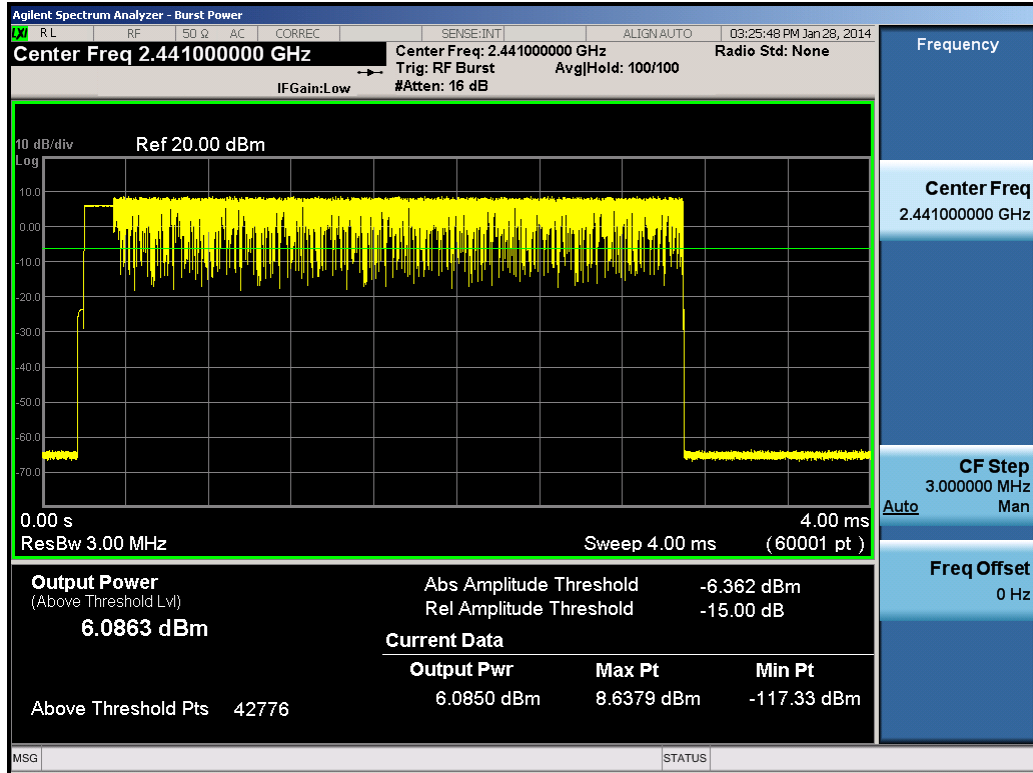 Agilent Spectrum Analyzer - Burst Power
LXI RL RF 50 Ω AC CORREC SENSE:INT ALIGN AUTO 03:25:48 PM Jan 28, 2014
Center Freq 2.441000000 GHz
Center Freq: 2.441000000 GHz Radio Std: None
Trig: RF Burst Avg|Hold: 100/100
IFGain:Low #Atten: 16 dB
Frequency
10 dB/div Ref 20.00 dBm
Log
10.0
0.00
-10.0
-20.0
-30.0
-40.0
-50.0
-60.0
-70.0
0.00 s 4.00 ms
ResBw 3.00 MHz Sweep 4.00 ms (60001 pt )
Center Freq
2.441000000 GHz
CF Step
3.000000 MHz
Auto Man
Freq Offset
0 Hz
Output Power
(Above Threshold Lvl)
6.0863 dBm
Above Threshold Pts 42776
Abs Amplitude Threshold -6.362 dBm
Rel Amplitude Threshold -15.00 dB
Current Data
Output Pwr Max Pt Min Pt
6.0850 dBm 8.6379 dBm -117.33 dBm
MSG STATUS